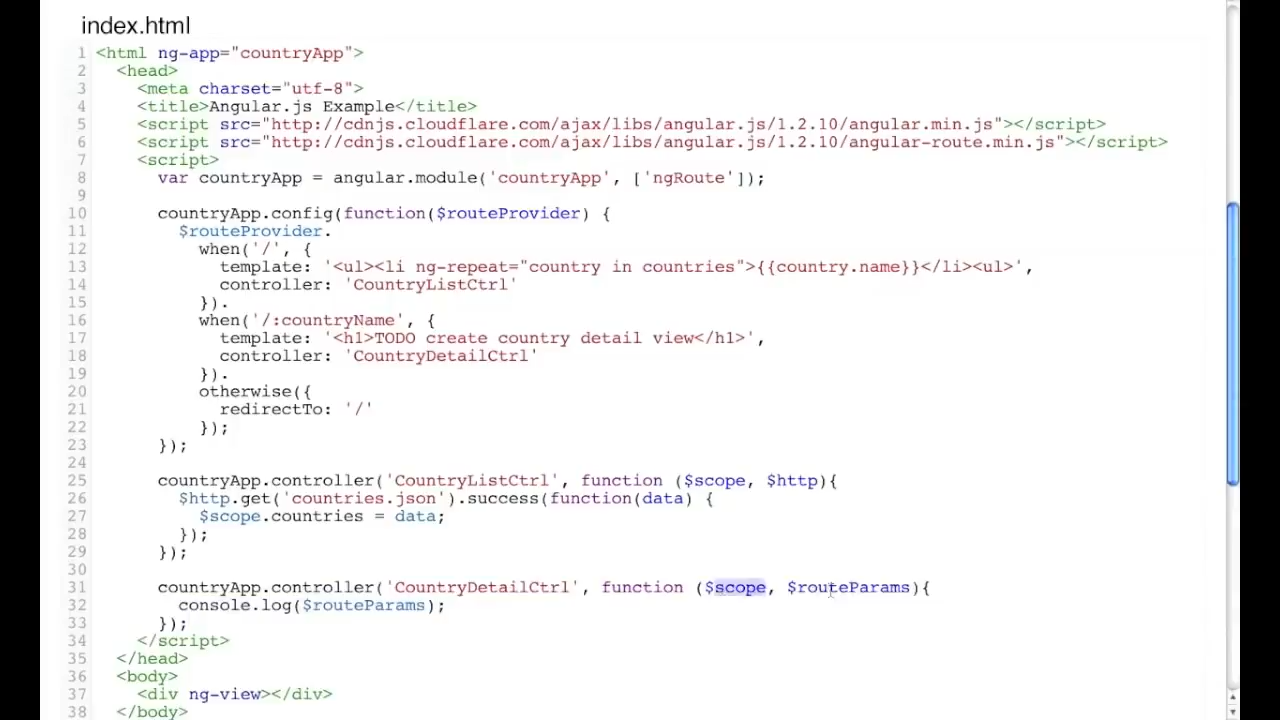 index.html
1 <html ng-app="countryApp">
2 <head>
3 <meta charset="utf-8">
4 <title>Angular.js Example</title>
5 <script src="http://cdnjs.cloudflare.com/ajax/libs/angular.js/1.2.10/angular.min.js"></script>
6 <script src="http://cdnjs.cloudflare.com/ajax/libs/angular.js/1.2.10/angular-route.min.js"></script>
7 <script>
8 var countryApp = angular.module('countryApp', ['ngRoute']);
9
10 countryApp.config(function($routeProvider) {
11 $routeProvider.
12 when('/', {
13 template: '<ul><li ng-repeat="country in countries">{{country.name}}</li><ul>',
14 controller: 'CountryListCtrl'
15 }).
16 when('/:countryName', {
17 template: '<h1>TODO create country detail view</h1>',
18 controller: 'CountryDetailCtrl'
19 }).
20 otherwise({
21 redirectTo: '/'
22 });
23 });
24
25 countryApp.controller('CountryListCtrl', function ($scope, $http){
26 $http.get('countries.json').success(function(data) {
27 $scope.countries = data;
28 });
29 });
30
31 countryApp.controller('CountryDetailCtrl', function ($scope, $routeParams){
32 console.log($routeParams);
33 });
34 </script>
35 </head>
36 <body>
37 <div ng-view></div>
38 </body>